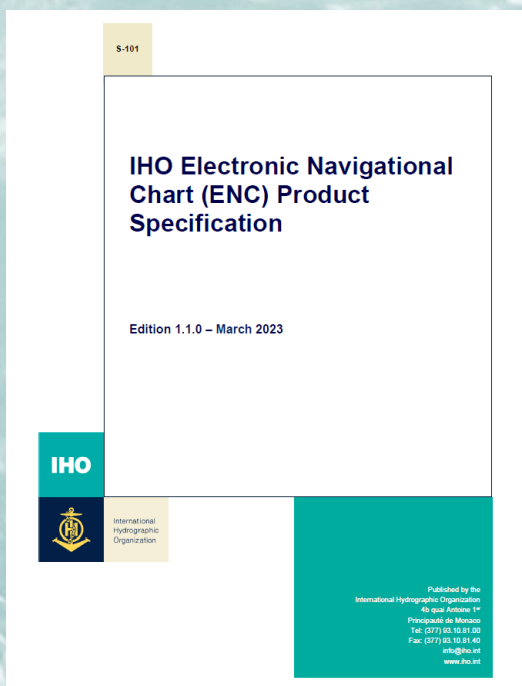 S-101
IHO Electronic Navigational
Chart (ENC) Product
Specification
Edition 1.1.0 – March 2023
IHO
International
Hydrographic
Organization
Published by the
International Hydrographic Organization
4b quai Antoine 1er
Principauté de Monaco
Tel: (377) 93.10.81.00
Fax: (377) 93.10.81.40
info@iho.int
www.iho.int